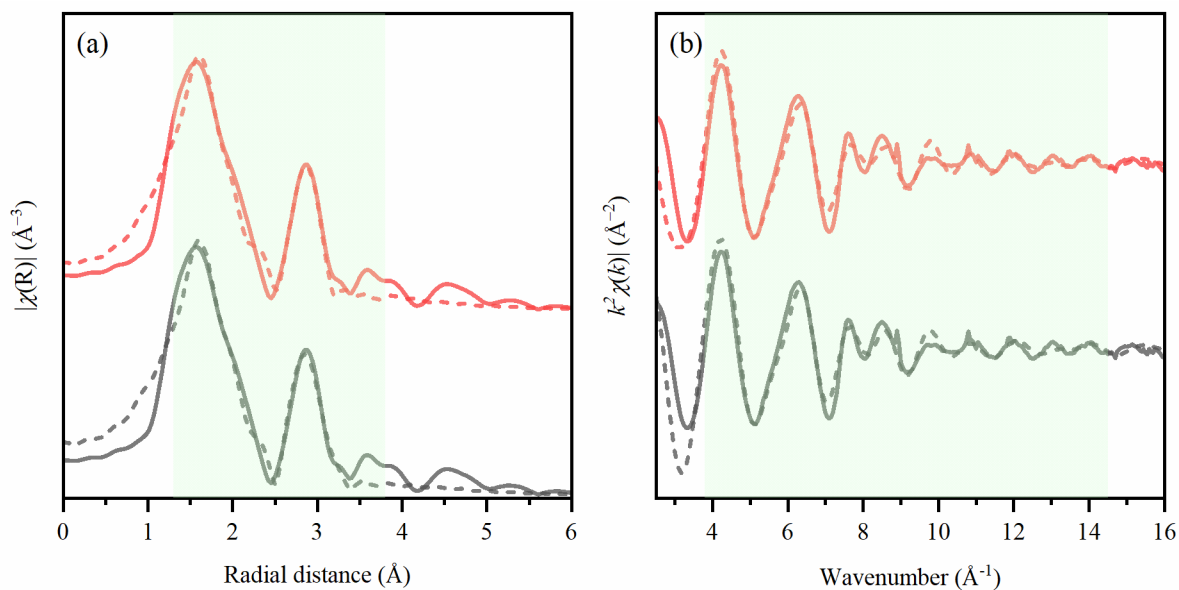 (a)
|χ(R)| (Å⁻³)
0 1 2 3 4 5 6
Radial distance (Å)
(b)
k² χ(k)| (Å⁻²)
4 6 8 10 12 14 16
Wavenumber (Å⁻¹)